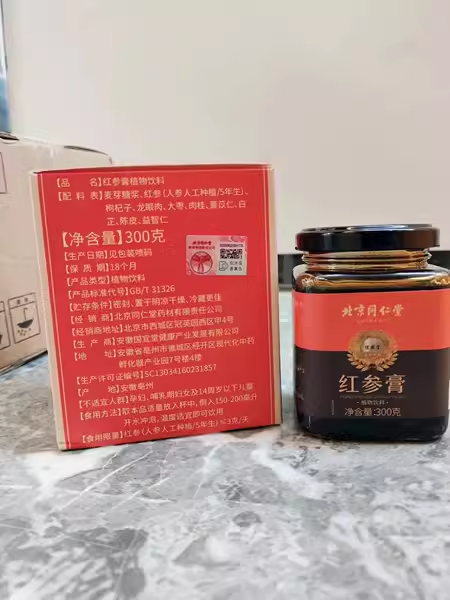 【品　　名】红参膏植物饮料
【配 料 表】麦芽糖浆、红参（人参人工种植/5年生）、
枸杞子、龙眼肉、大枣、肉桂、薏苡仁、白
芷、陈皮、益智仁
【净含量】300克
【生产日期】见包装喷码
【保 质 期】18个月
【产品类型】植物饮料
【产品标准代号】GB/T 31326
【贮存条件】密封，置于阴凉干燥，冷藏更佳
【经 销 商】北京同仁堂药材有限责任公司
【经销商地址】北京市西城区冠英园西区甲4号
【生 产 商】安徽国宜堂健康产业发展有限公司
【地　　址】安徽省亳州市谯城区经开区现代中药
孵化器产业园7号楼4楼
【生产许可证编号】SC13034160231857
【产　　地】安徽亳州
【不适宜人群】孕妇、哺乳期妇女及14周岁以下儿童
【食用方法】取本品适量放入杯中，倒入150-200毫升
开水冲泡，温度适宜即可饮用
【食用限量】红参（人参人工种植/5年生）≤3克/天
北京同仁堂
红参膏
植物饮料
净含量:300克